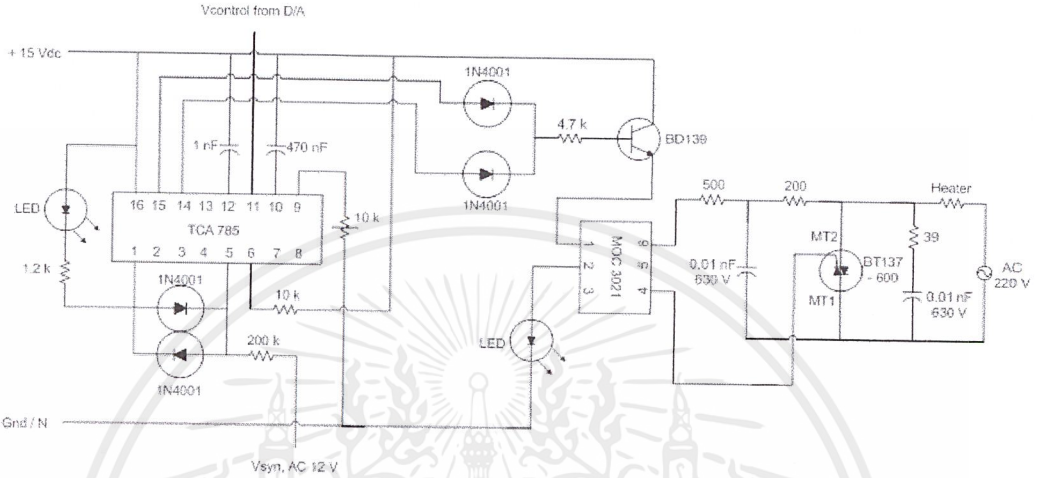 Vcontrol from D/A
+ 15 Vdc
1N4001
4.7 k
BD139
1 nF
470 nF
1N4001
500
200
Heater
LED
16 15 14 13 12 11 10 9
TCA 785
1 2 3 4 5 6 7 8
10 k
1.2 k
1N4001
10 k
200 k
1N4001
MOC 3021
1
2
3
6
5
4
LED
0.01 nF
630 V
MT2
MT1
BT137
- 600
39
0.01 nF
630 V
AC
220 V
Gnd / N
Vsyn, AC 12 V